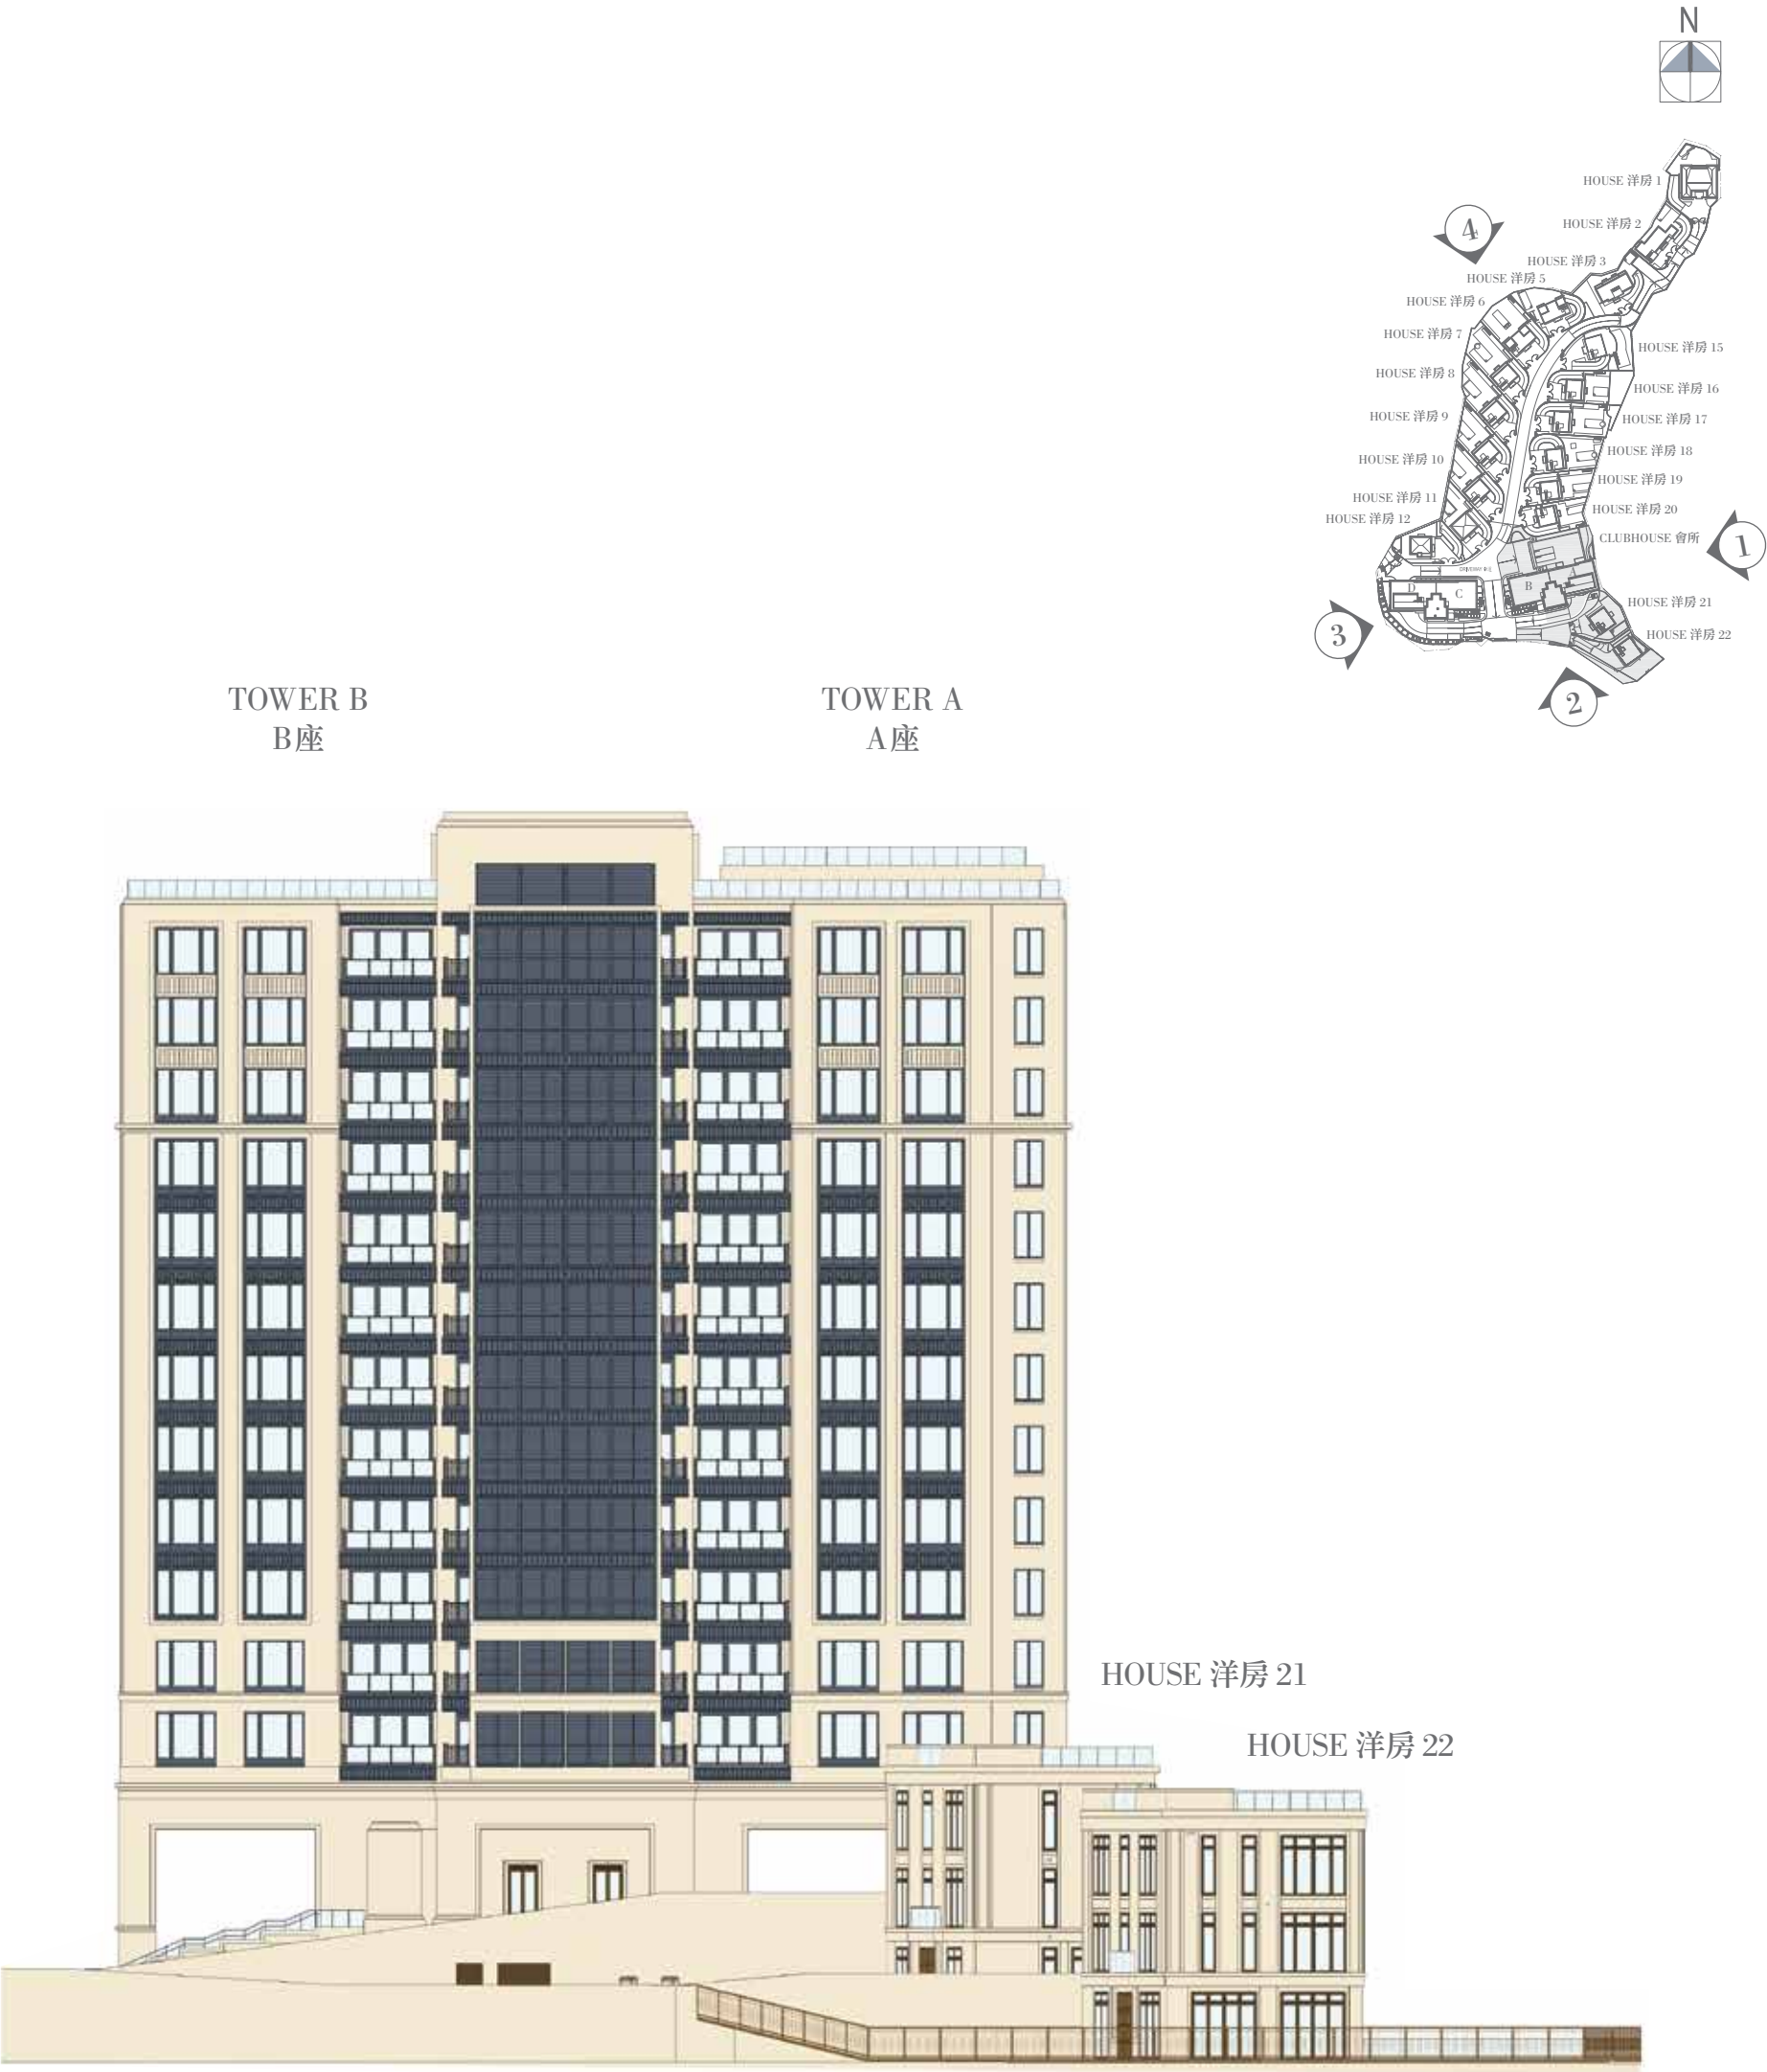 N
HOUSE 洋房 1
HOUSE 洋房 2
4
HOUSE 洋房 3
HOUSE 洋房 5
HOUSE 洋房 6
HOUSE 洋房 7
HOUSE 洋房 15
HOUSE 洋房 8
HOUSE 洋房 16
HOUSE 洋房 9
HOUSE 洋房 17
HOUSE 洋房 18
HOUSE 洋房 10
HOUSE 洋房 19
HOUSE 洋房 11
HOUSE 洋房 20
HOUSE 洋房 12
CLUBHOUSE 會所
1
A
B
D
C
HOUSE 洋房 21
3
HOUSE 洋房 22
2
TOWER B
B座
TOWER A
A座
HOUSE 洋房 21
HOUSE 洋房 22